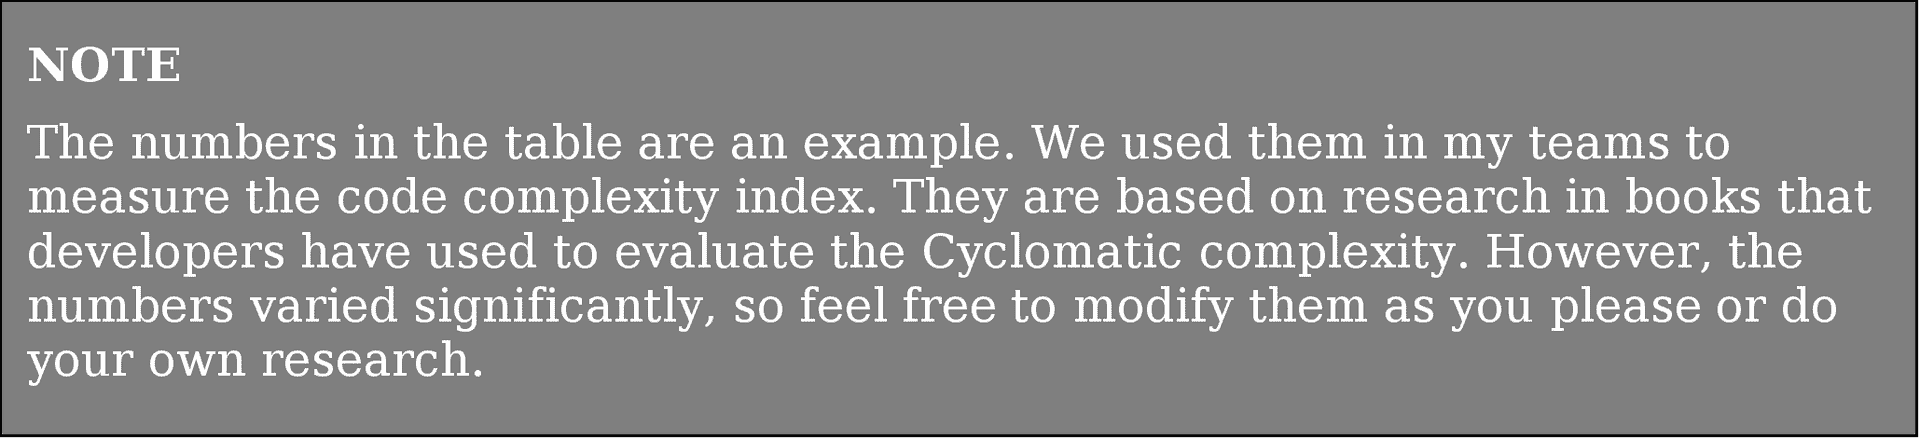 NOTE
The numbers in the table are an example. We used them in my teams to
measure the code complexity index. They are based on research in books that
developers have used to evaluate the Cyclomatic complexity. However, the
numbers varied significantly, so feel free to modify them as you please or do
your own research.